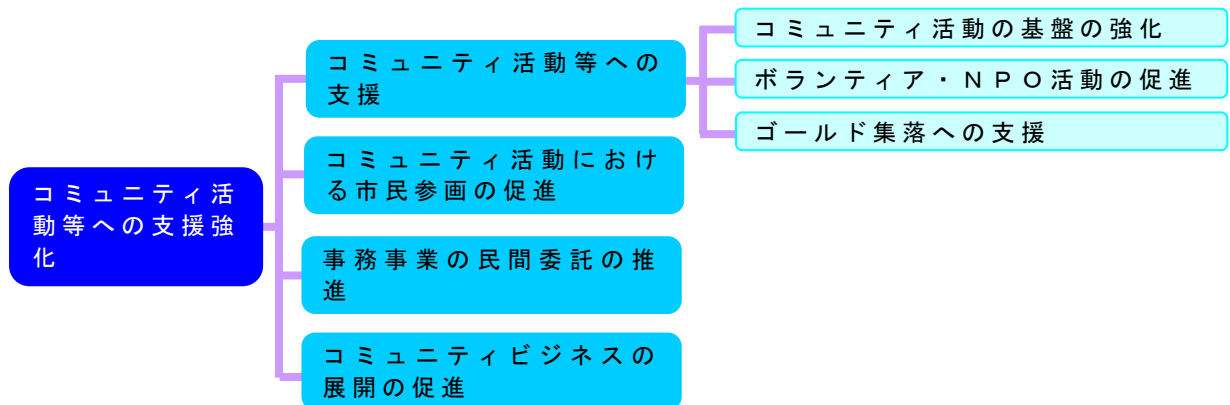 コミュニティ活
動等への支援強
化
コミュニティ活動等への
支援
コミュニティ活動の基盤の強化
ボランティア・NPO活動の促進
ゴールド集落への支援
コミュニティ活動におけ
る市民参画の促進
事務事業の民間委託の推
進
コミュニティビジネスの
展開の促進